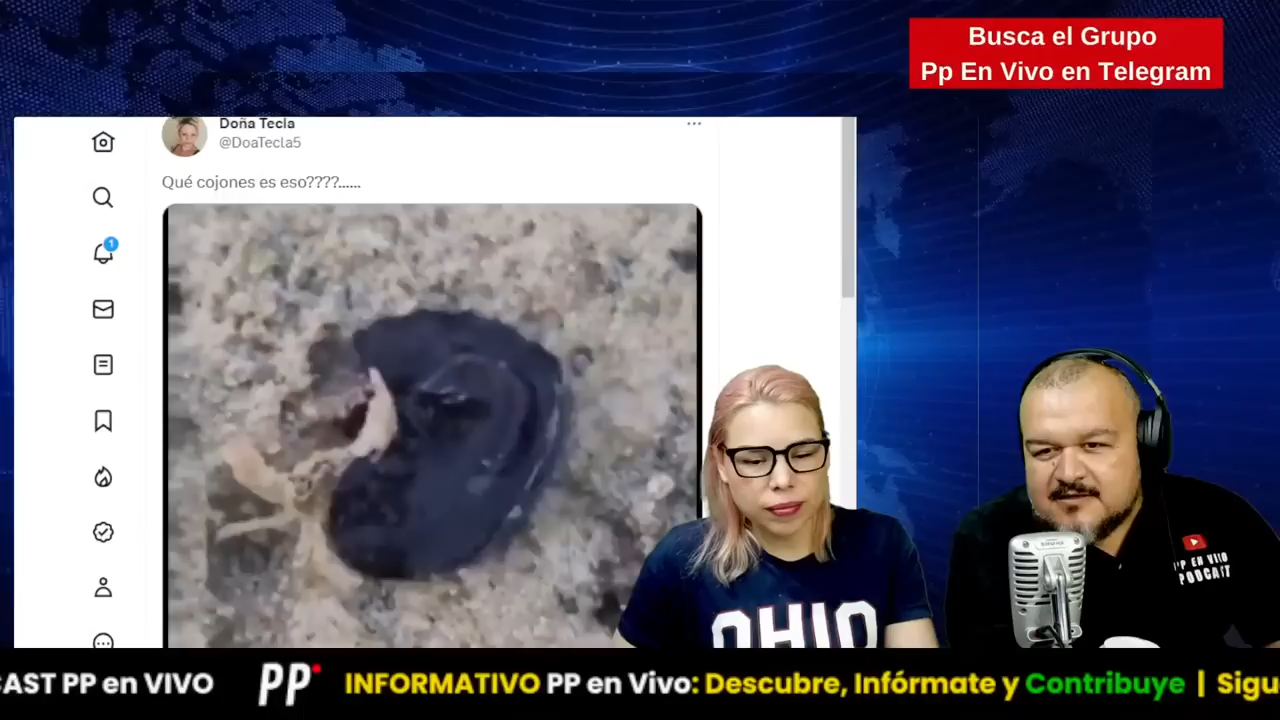 Busca el Grupo
Pp En Vivo en Telegram
Doña Tecla
@DoaTecla5
Qué cojones es eso????......
1
OHIO
PP EN VIVO
PODCAST
CAST PP en VIVO
PP
INFORMATIVO PP en Vivo: Descubre, Infórmate y Contribuye | Sigu